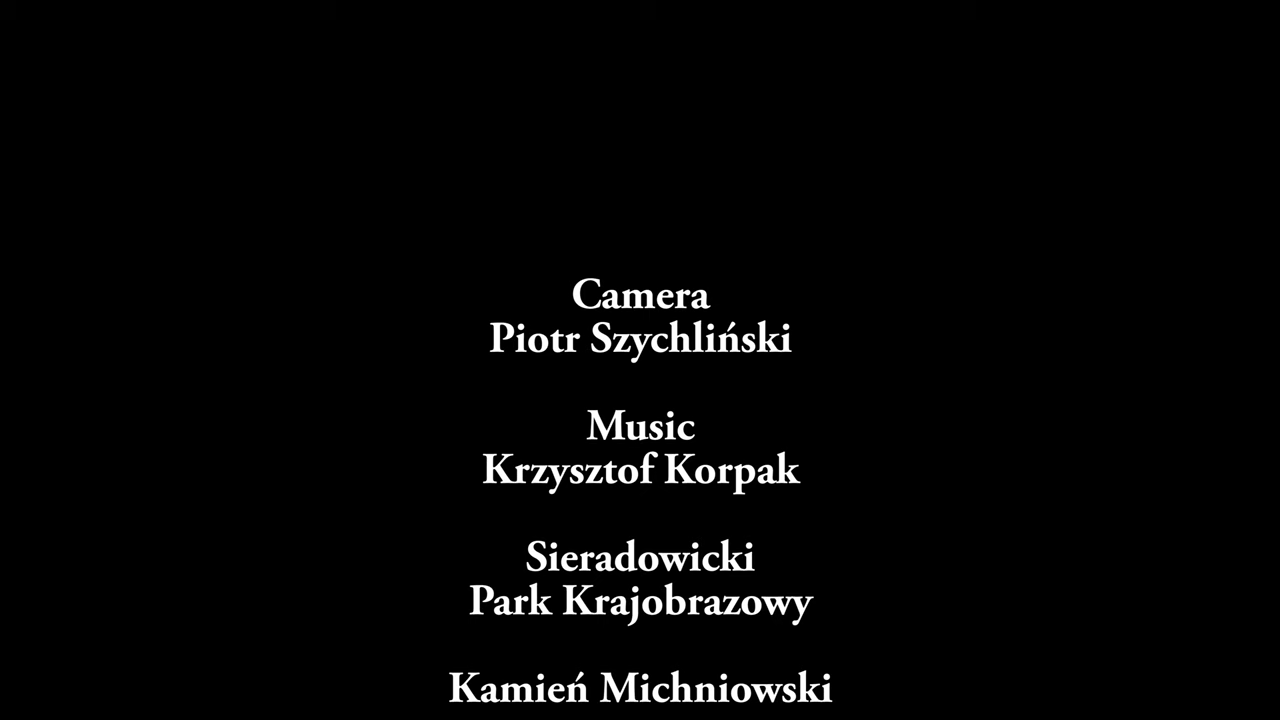 Camera
Piotr Szychliński
Music
Krzysztof Korpak
Sieradowicki
Park Krajobrazowy
Kamień Michniowski